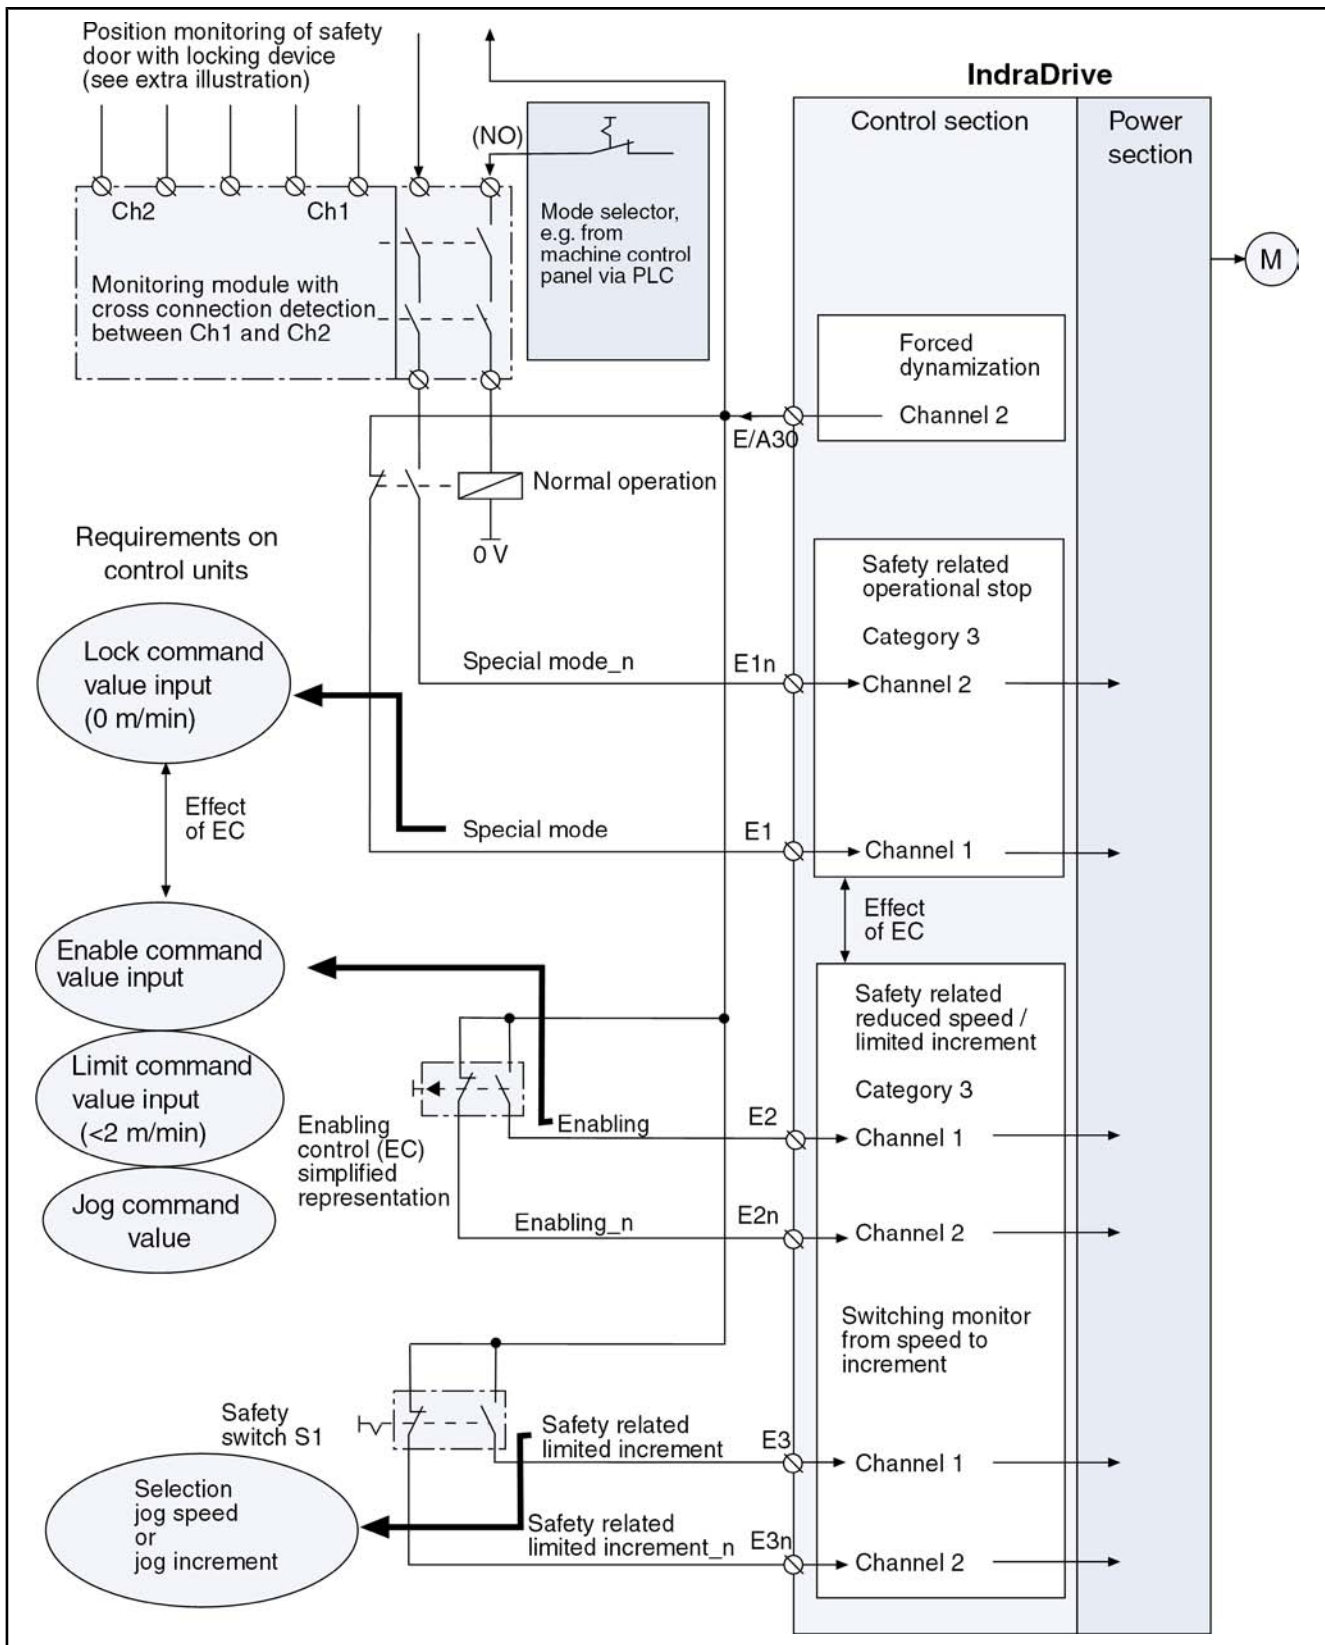 Position monitoring of safety
door with locking device
(see extra illustration)
IndraDrive
Control section
Power
section
(NO)
Ch2
Ch1
Mode selector,
e.g. from
machine control
panel via PLC
Monitoring module with
cross connection detection
between Ch1 and Ch2
M
Forced
dynamization
Channel 2
E/A30
Normal operation
0 V
Requirements on
control units
Safety related
operational stop
Category 3
Lock command
value input
(0 m/min)
Special mode_n
E1n
Channel 2
Effect
of EC
Special mode
E1
Channel 1
Effect
of EC
Enable command
value input
Safety related
reduced speed /
limited increment
Category 3
Limit command
value input
(<2 m/min)
Enabling
control (EC)
simplified
representation
Enabling
E2
Channel 1
Jog command
value
Enabling_n
E2n
Channel 2
Switching monitor
from speed to
increment
Safety
switch S1
Safety related
limited increment
E3
Channel 1
Selection
jog speed
or
jog increment
Safety related
limited increment_n
E3n
Channel 2